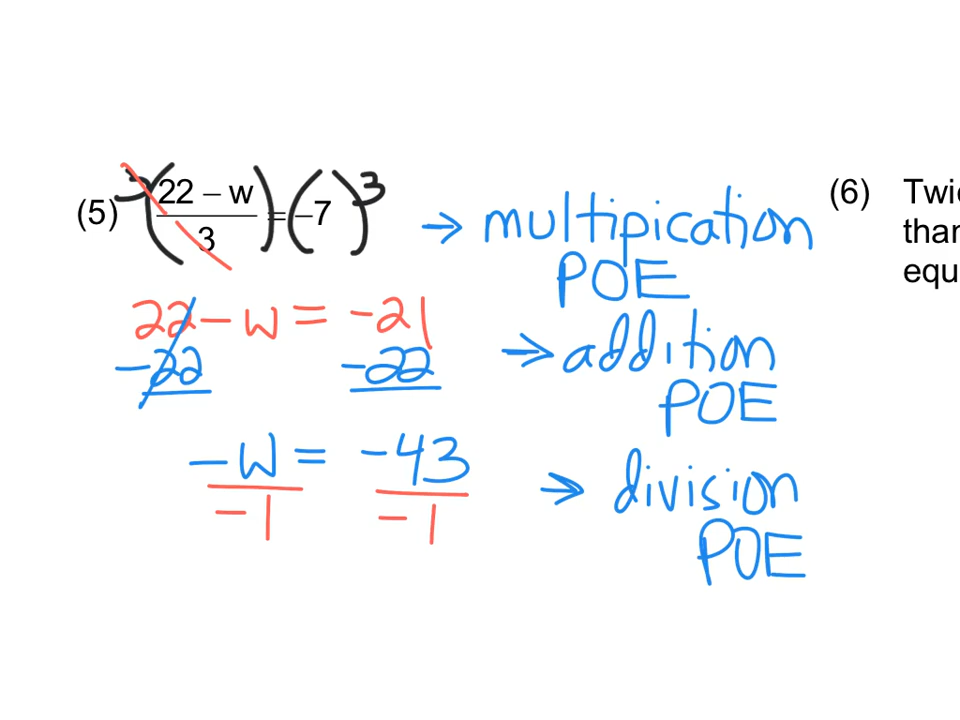 (5) 3(22 – w / 3) = (–7)3 → multipication POE
22 – w = -21
-22 -22 → addition POE
-w = -43 → division POE
-1 -1
(6) Twic
than
equ